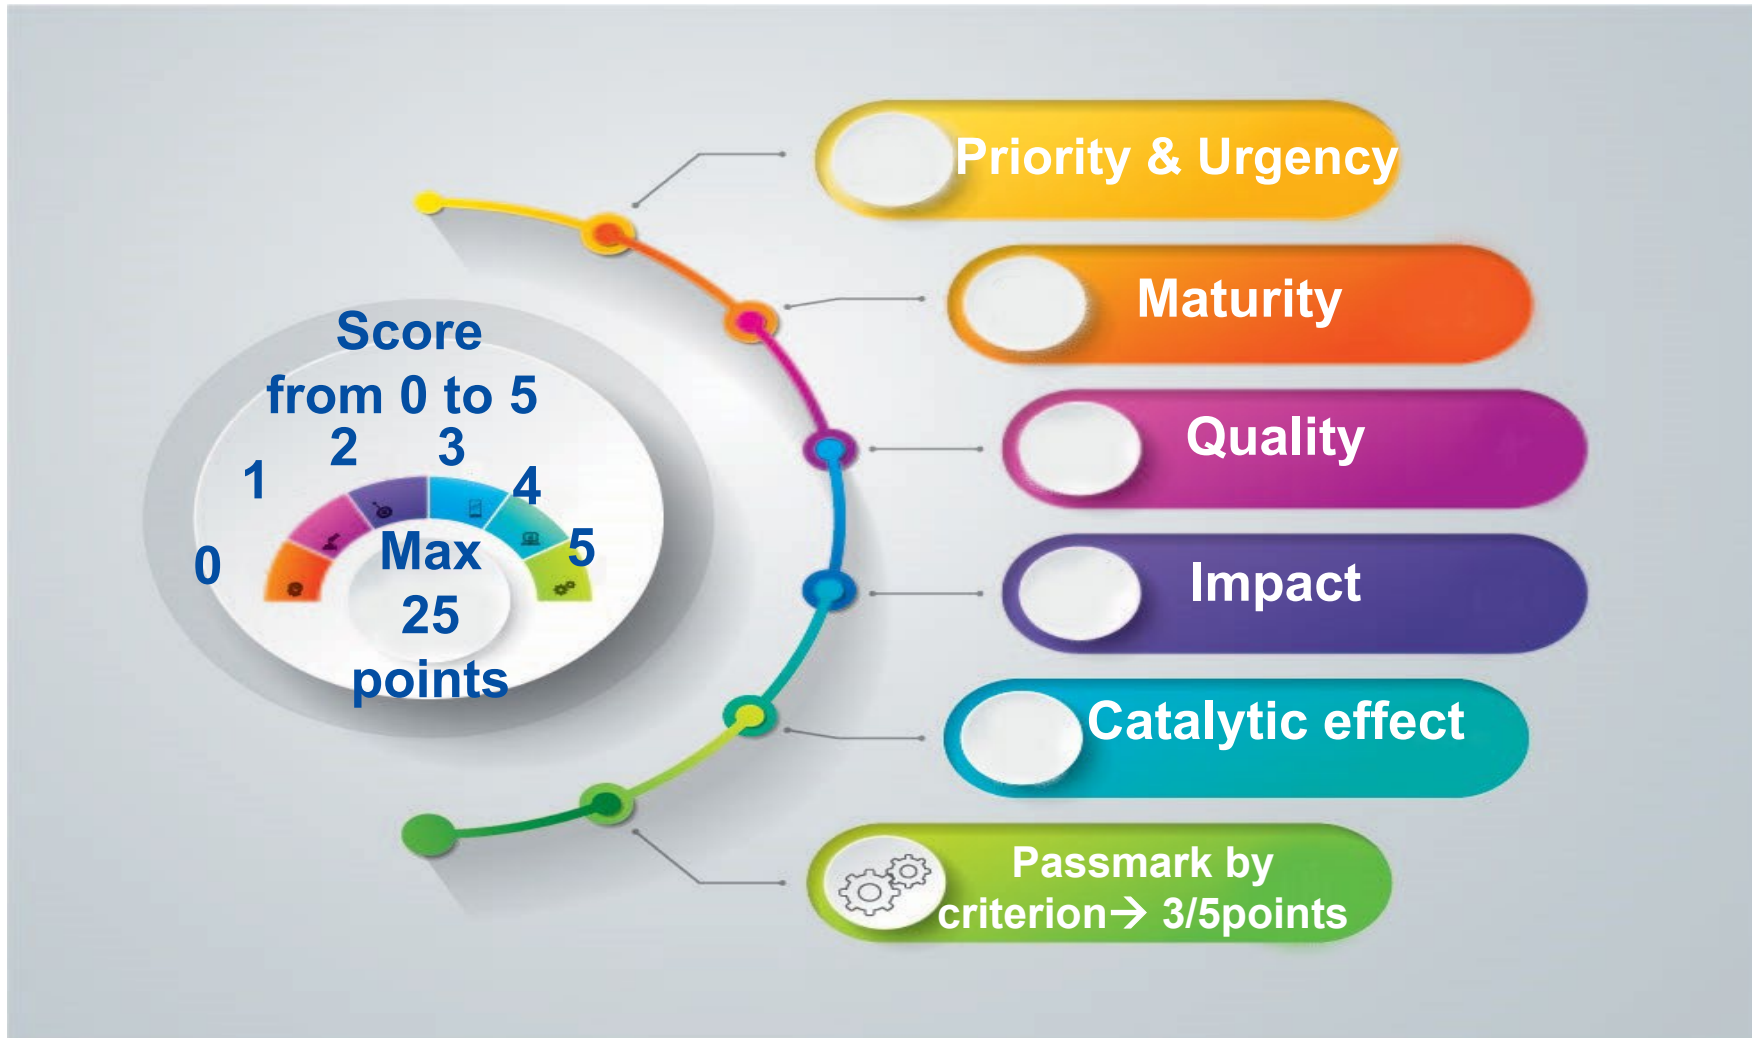 Score
from 0 to 5
0
1
2
3
4
5
Max
25
points
Priority & Urgency
Maturity
Quality
Impact
Catalytic effect
Passmark by
criterion→ 3/5points